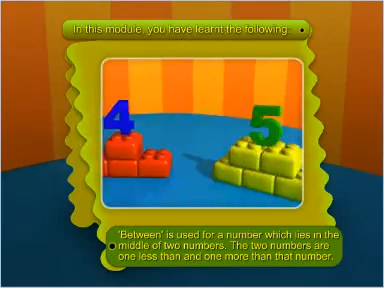 In this module, you have learnt the following:
4
5
'Between' is used for a number which lies in the
middle of two numbers. The two numbers are
one less than and one more than that number.